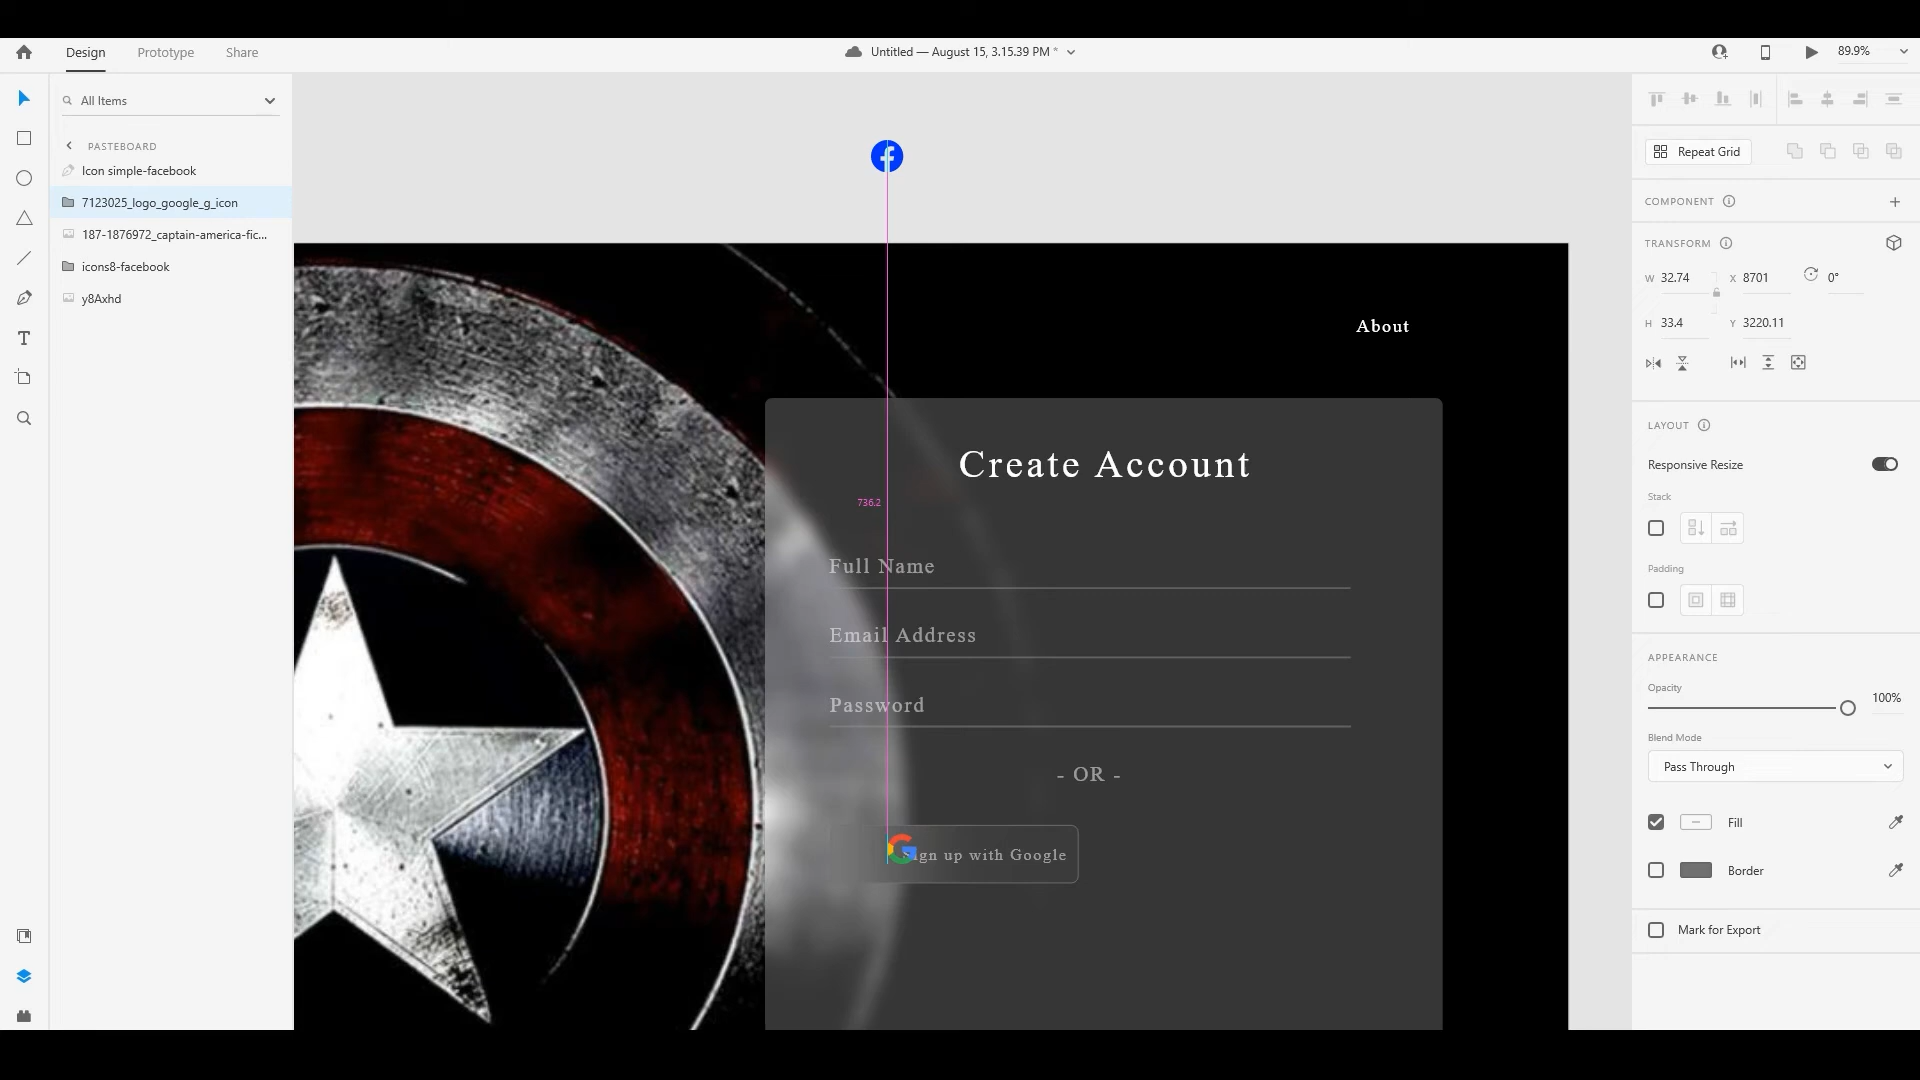 Design
Prototype
Share
Untitled — August 15, 3.15.39 PM *
89.9%
All Items
PASTEBOARD
Icon simple-facebook
7123025_logo_google_g_icon
187-1876972_captain-america-fic...
icons8-facebook
y8Axhd
About
Create Account
736.2
Full Name
Email Address
Password
- OR -
Sign up with Google
Repeat Grid
COMPONENT
TRANSFORM
W 32.74
X 8701
0°
H 33.4
Y 3220.11
LAYOUT
Responsive Resize
Stack
Padding
APPEARANCE
Opacity
100%
Blend Mode
Pass Through
Fill
Border
Mark for Export